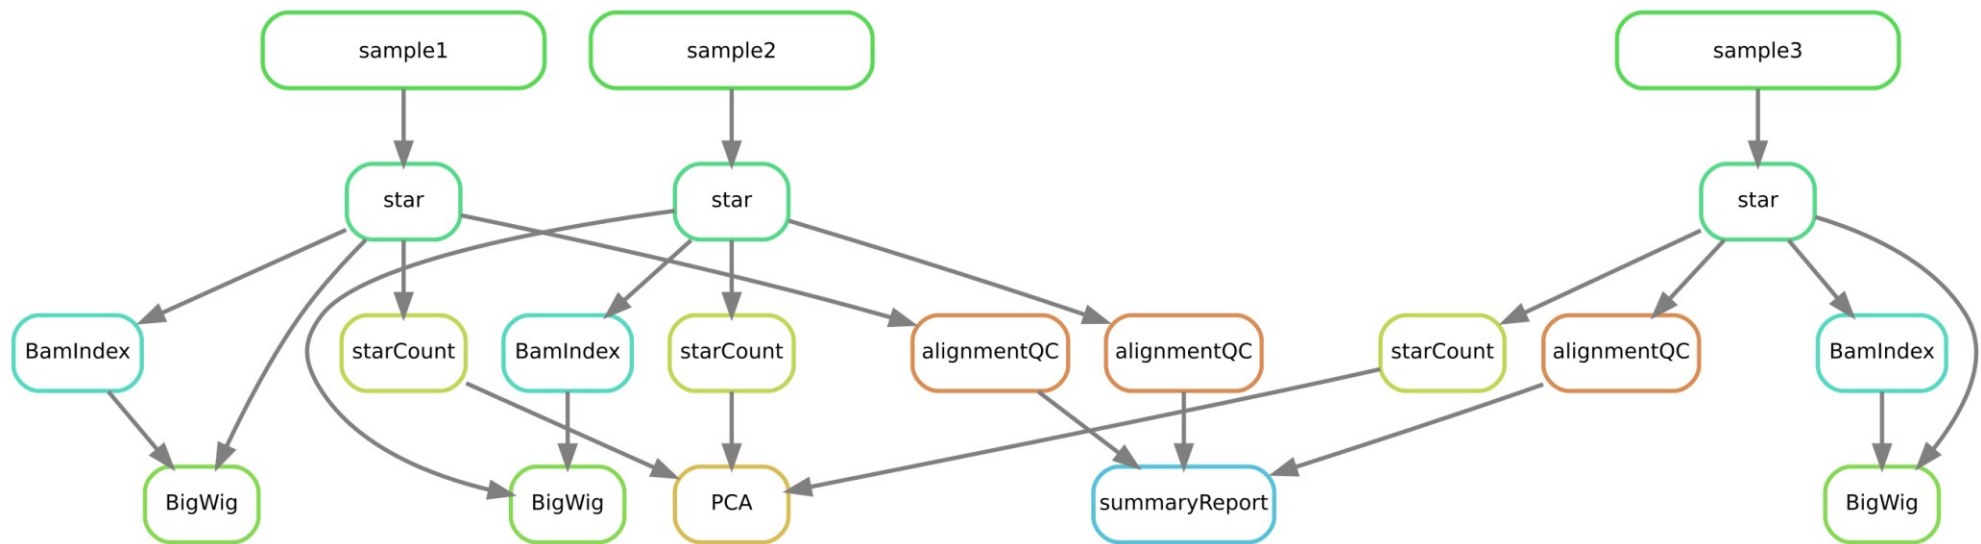 sample1
sample2
sample3
star
star
star
BamIndex
starCount
BamIndex
starCount
alignmentQC
alignmentQC
starCount
alignmentQC
BamIndex
BigWig
BigWig
PCA
summaryReport
BigWig